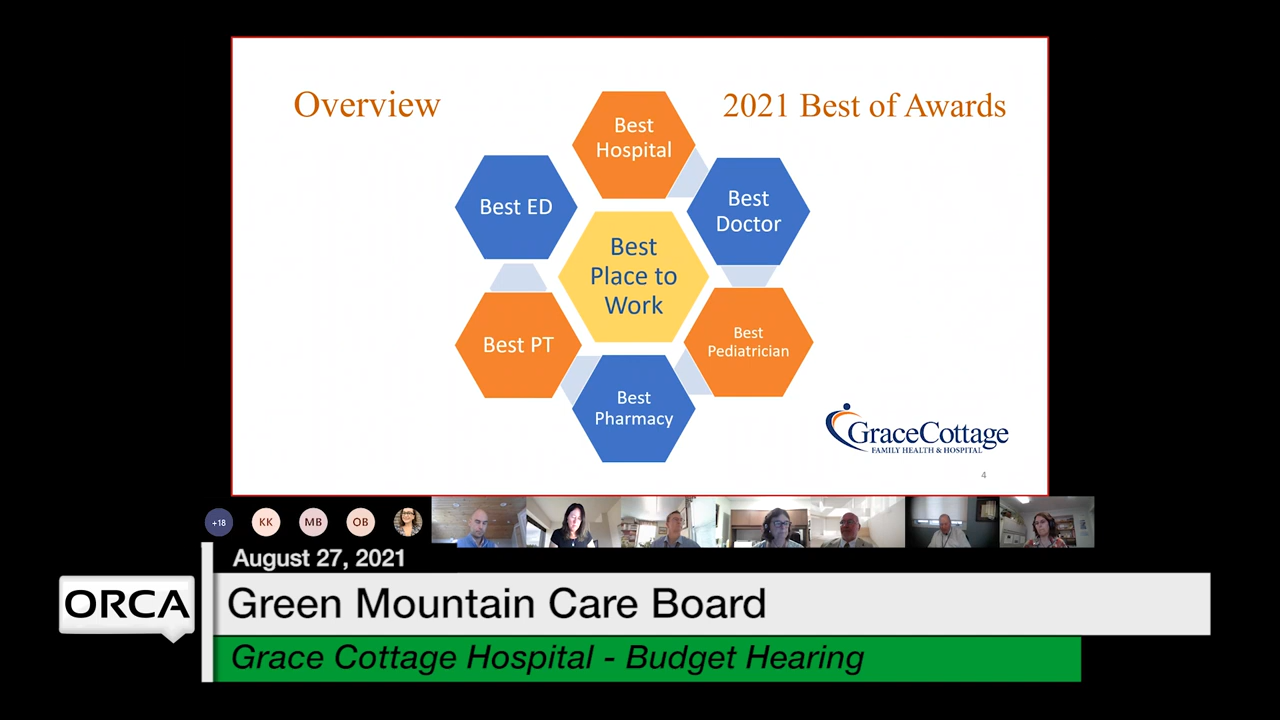 Overview
2021 Best of Awards
Best
Hospital
Best ED
Best
Doctor
Best
Place to
Work
Best PT
Best
Pediatrician
Best
Pharmacy
GraceCottage
FAMILY HEALTH & HOSPITAL
4
+18
KK
MB
OB
August 27, 2021
ORCA
Green Mountain Care Board
Grace Cottage Hospital - Budget Hearing